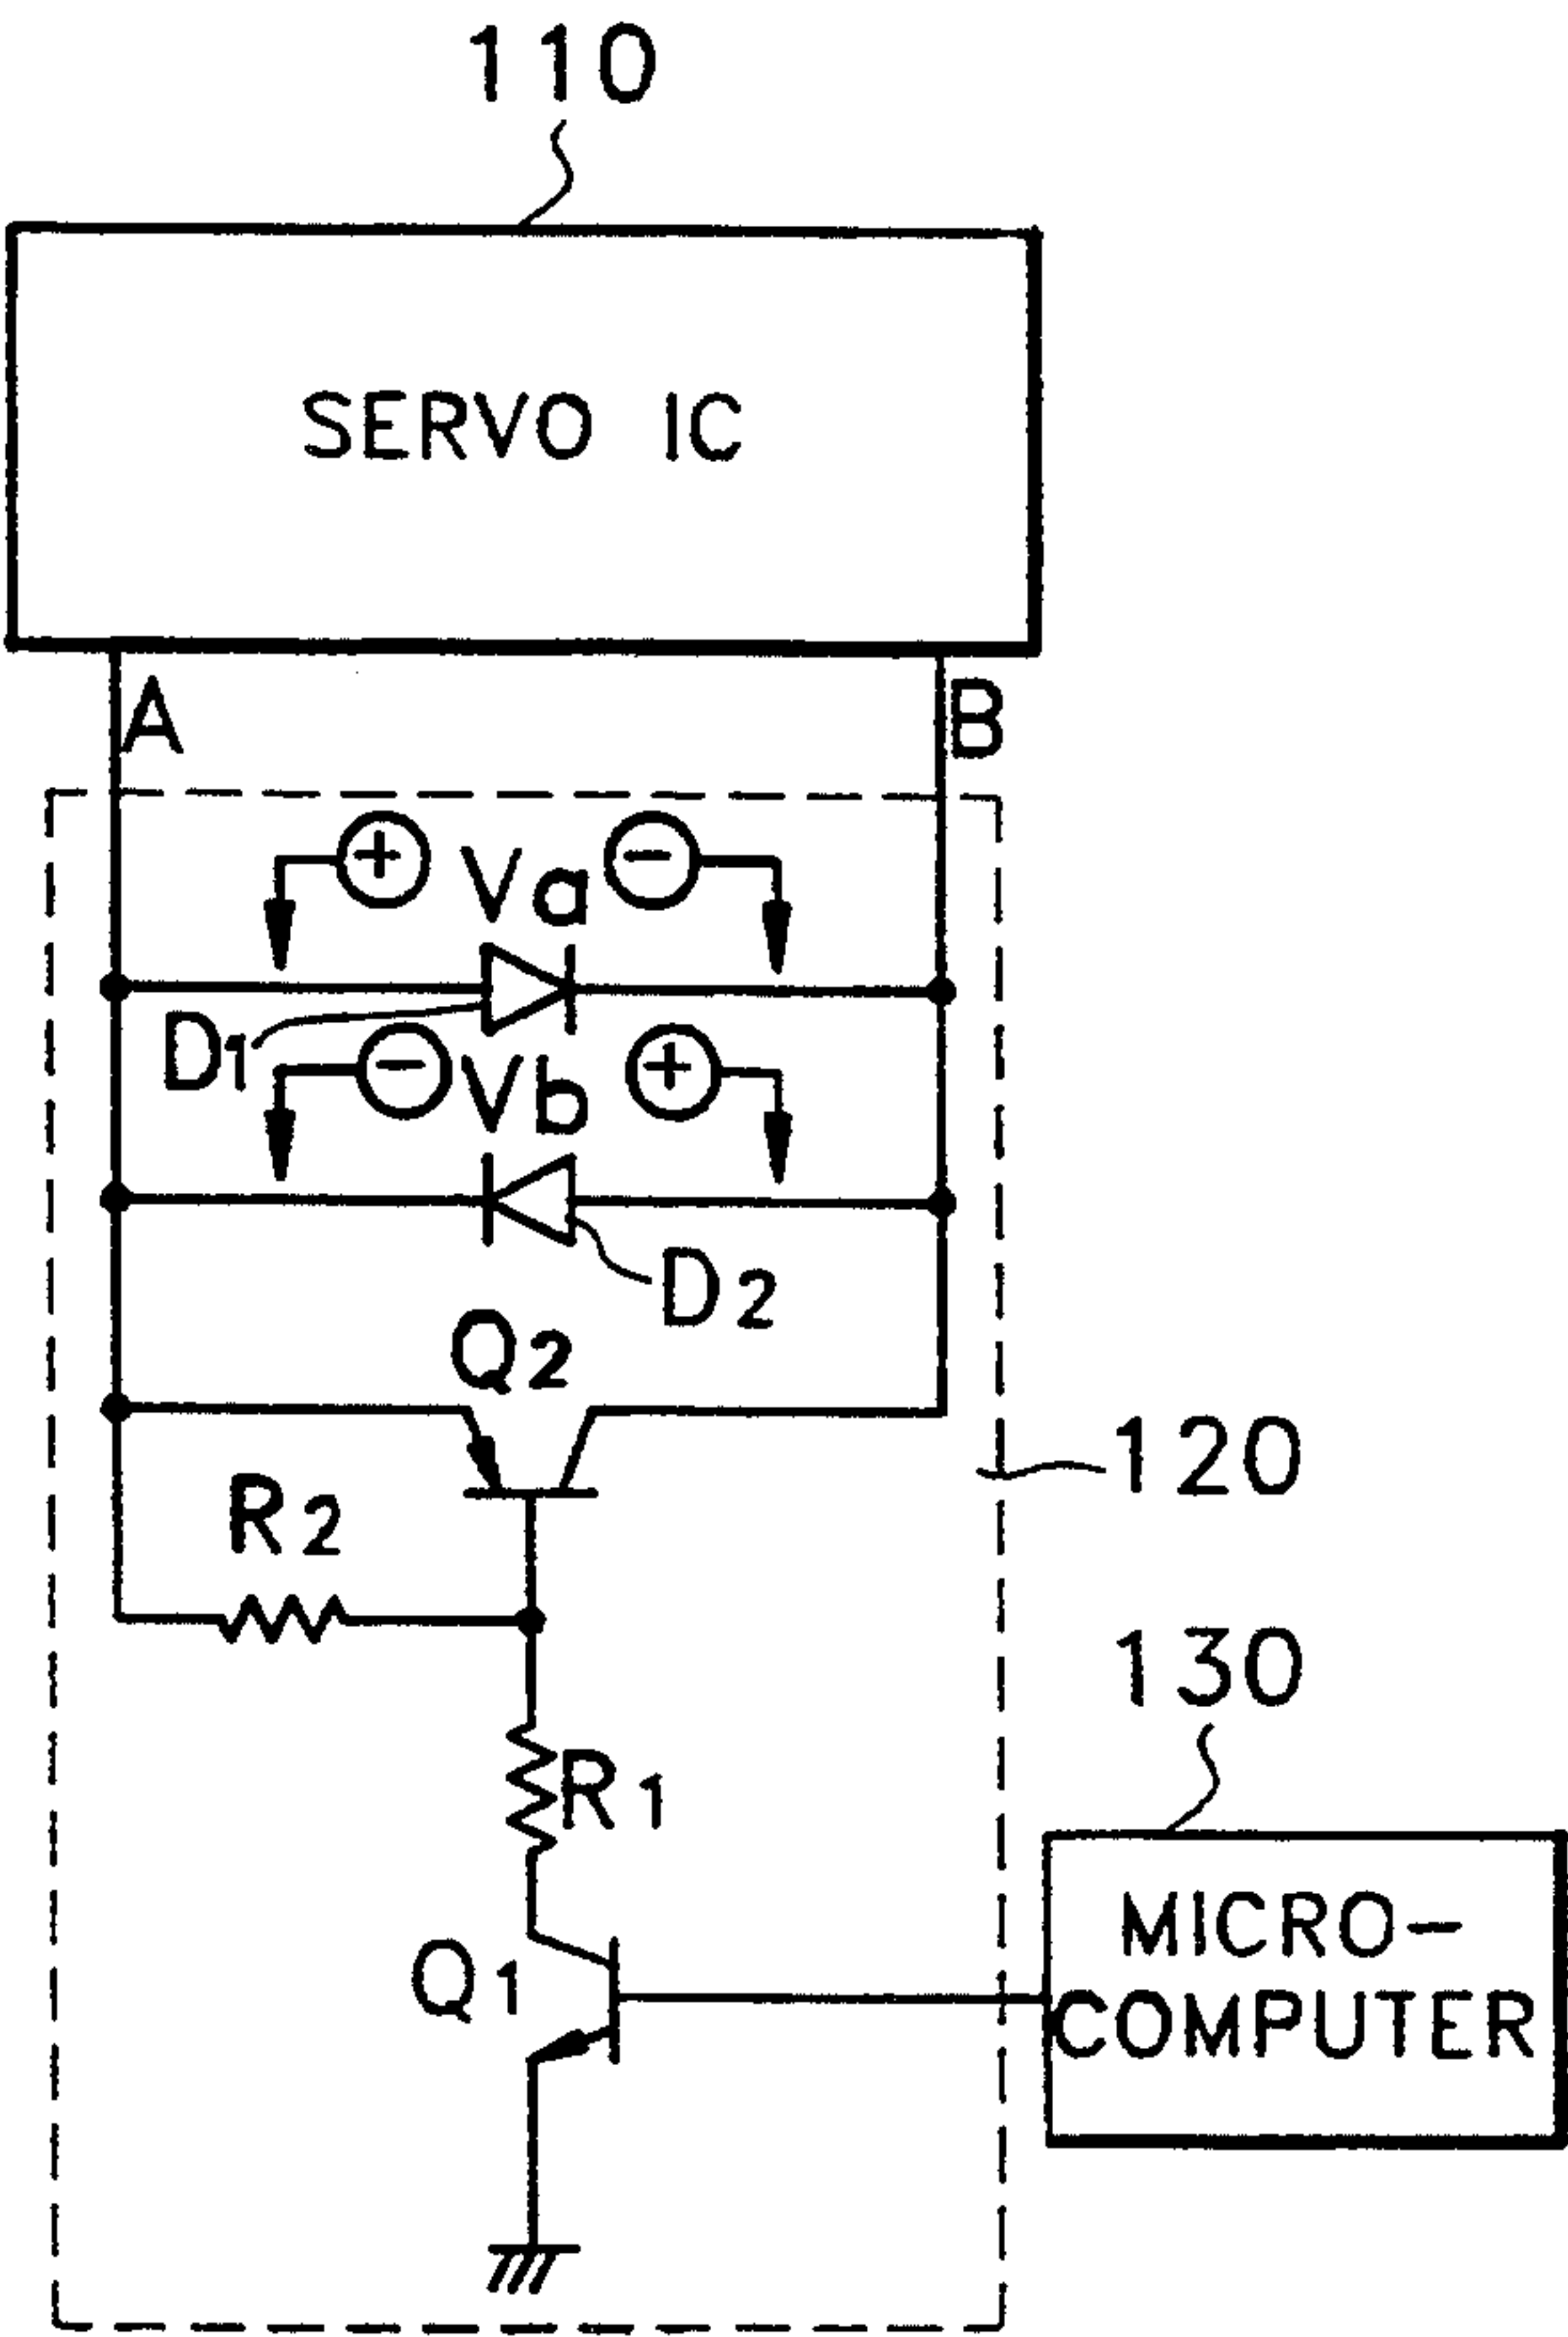 110
SERVO IC
A
B
+ Va −
D1
− Vb +
D2
Q2
120
R2
130
R1
MICRO-
COMPUTER
Q1